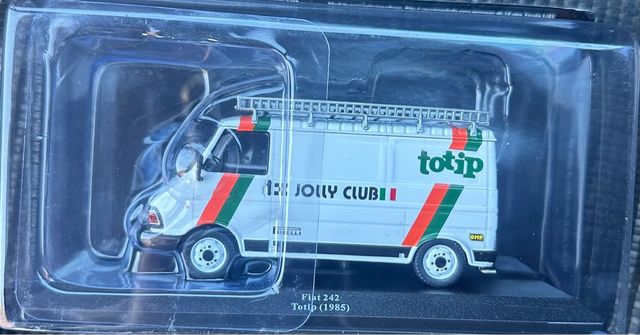 totip
JOLLY CLUB
PIRELLI
OMP
Fiat 242
Totip (1985)